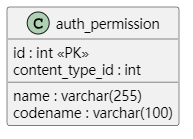 C auth_permission
id : int «PK»
content_type_id : int
name : varchar(255)
codename : varchar(100)